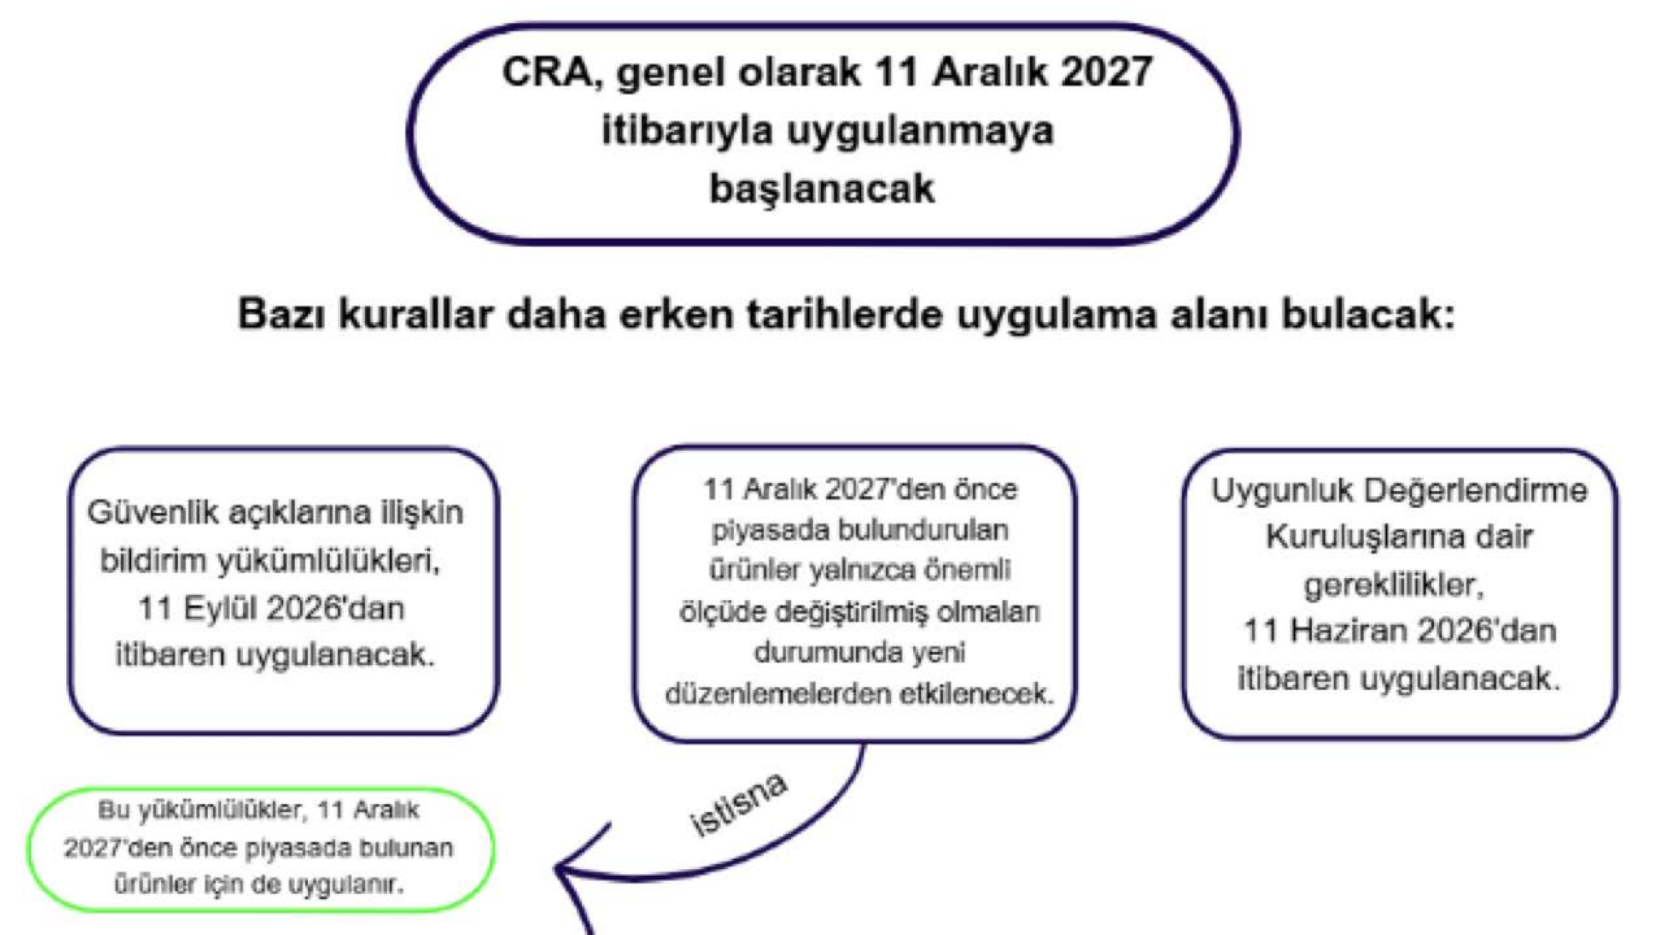 CRA, genel olarak 11 Aralık 2027
itibarıyla uygulanmaya
başlanacak
Bazı kurallar daha erken tarihlerde uygulama alanı bulacak:
Güvenlik açıklarına ilişkin
bildirim yükümlülükleri,
11 Eylül 2026'dan
itibaren uygulanacak.
11 Aralık 2027'den önce
piyasada bulundurulan
ürünler yalnızca önemli
ölçüde değiştirilmiş olmaları
durumunda yeni
düzenlemelerden etkilenecek.
Uygunluk Değerlendirme
Kuruluşlarına dair
gereklilikler,
11 Haziran 2026'dan
itibaren uygulanacak.
istisna
Bu yükümlülükler, 11 Aralık
2027'den önce piyasada bulunan
ürünler için de uygulanır.